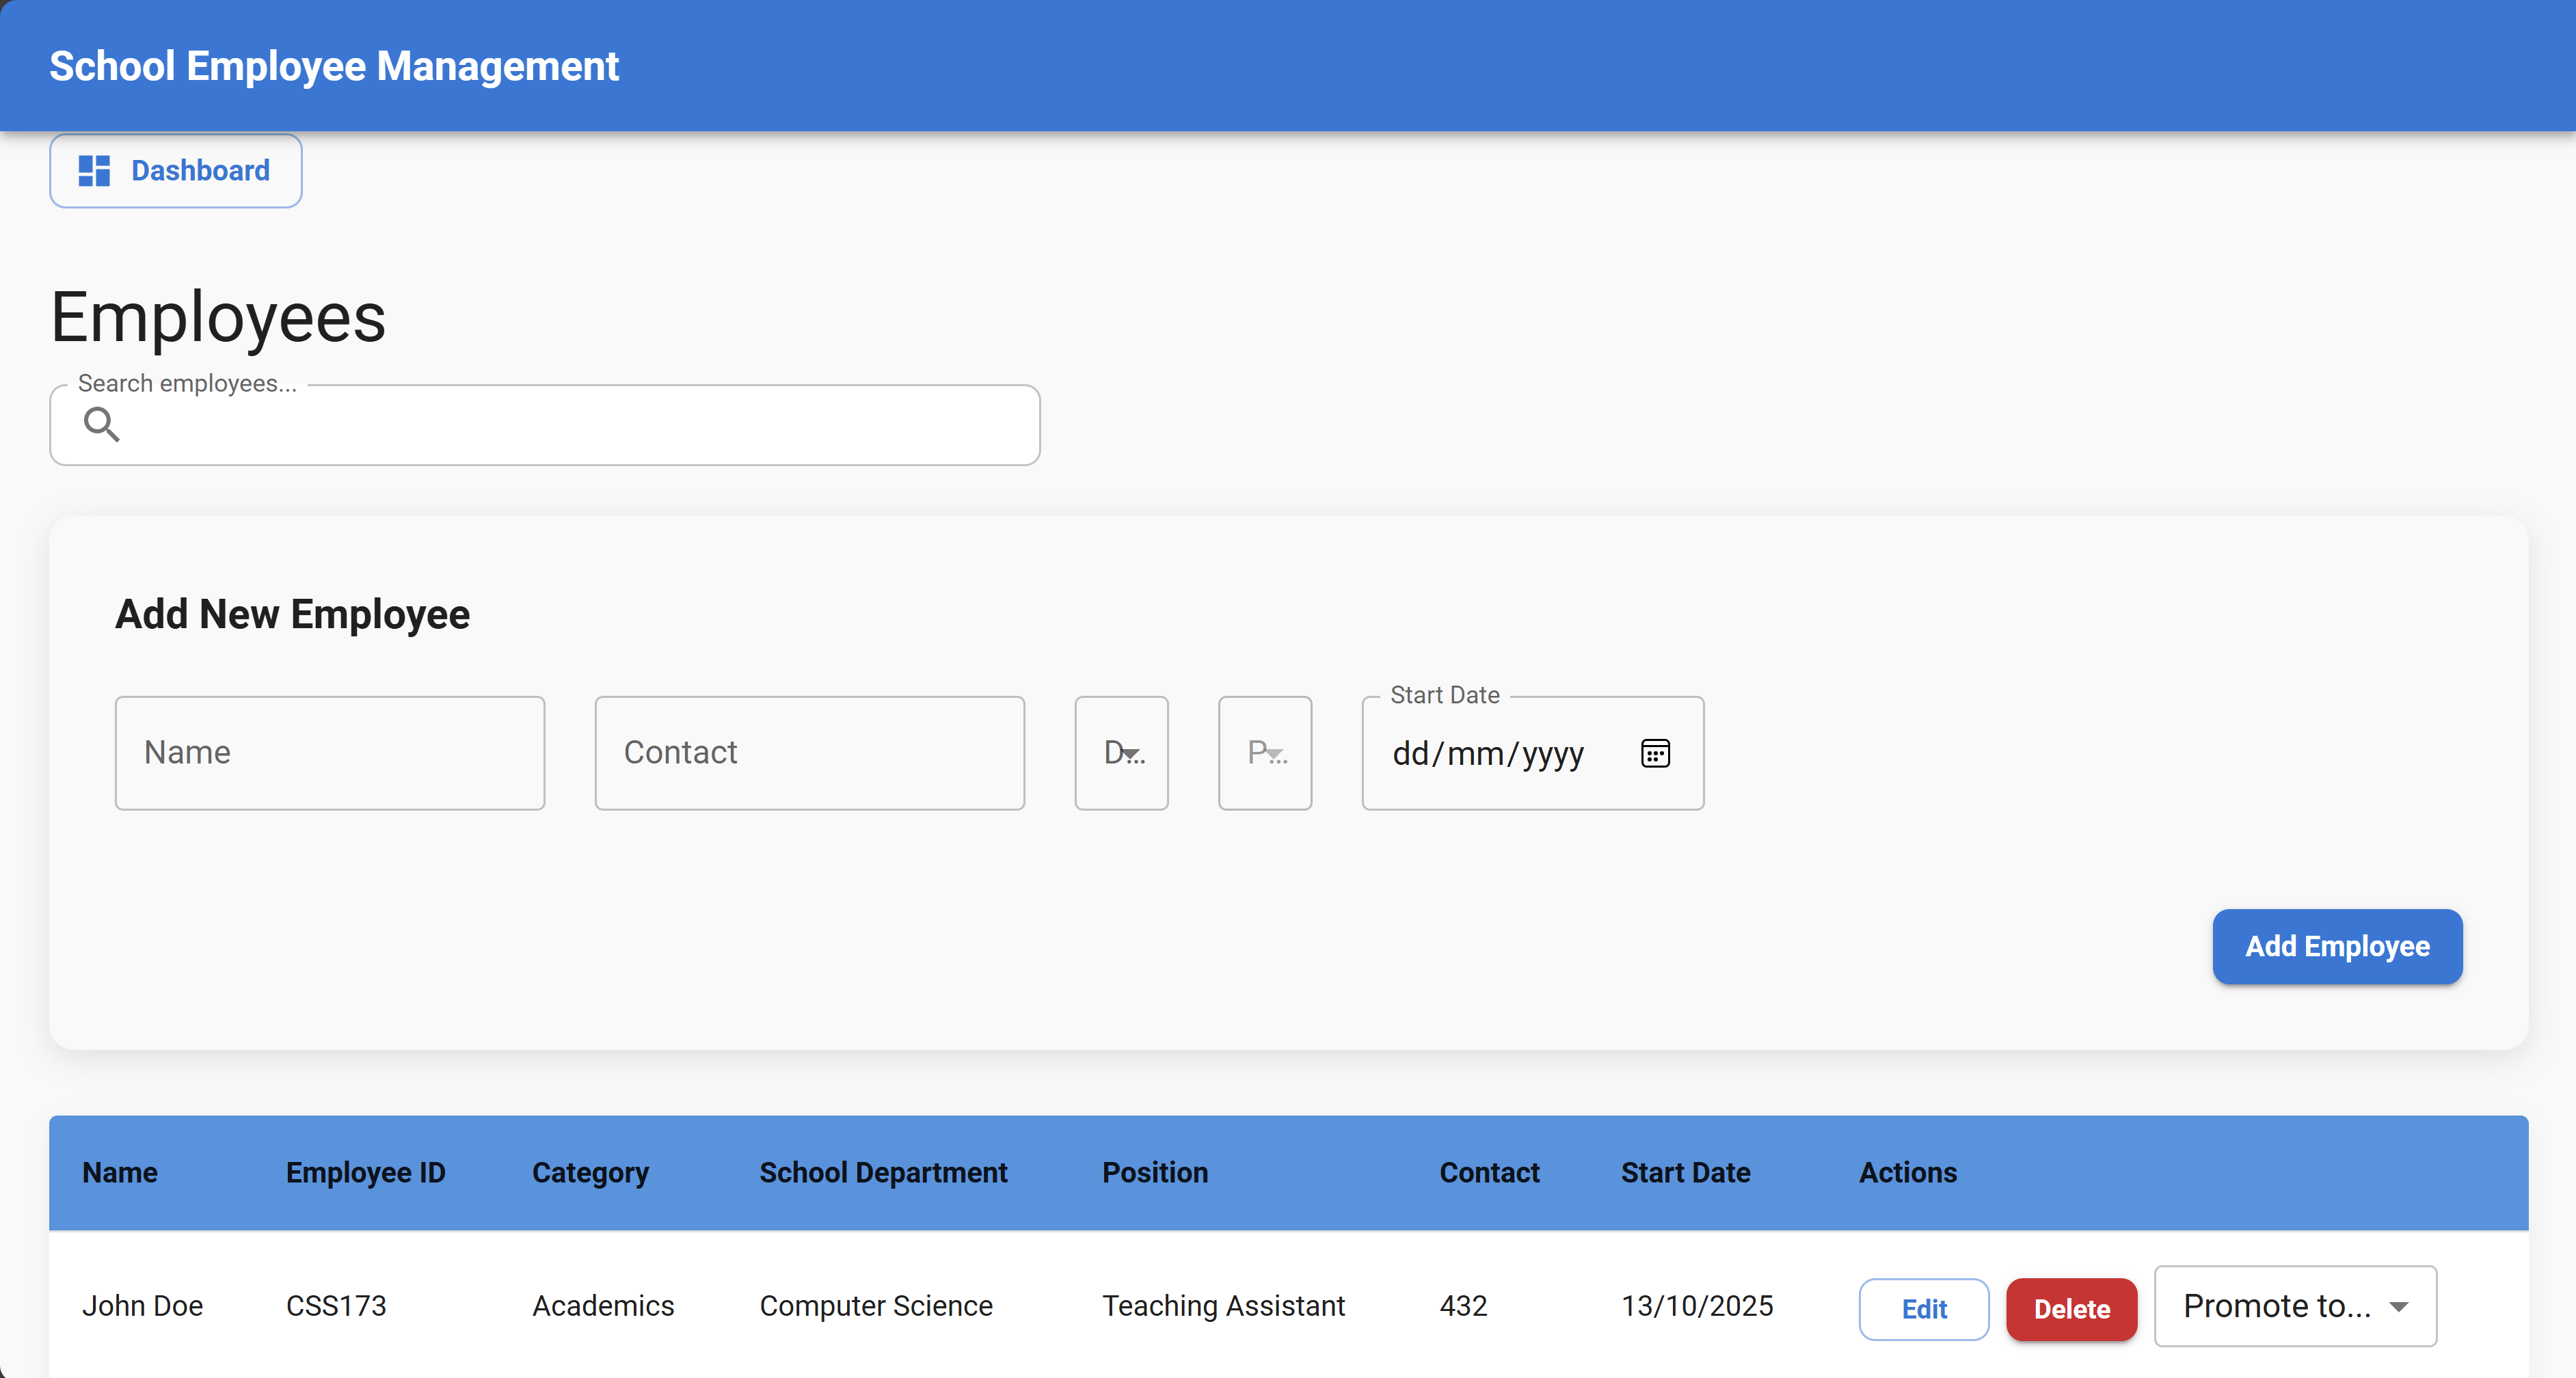 School Employee Management
Dashboard
Employees
Search employees...
Add New Employee
Name
Contact
D...
P...
Start Date
dd/mm/yyyy
Add Employee
Name Employee ID Category School Department Position Contact Start Date Actions
John Doe CSS173 Academics Computer Science Teaching Assistant 432 13/10/2025 Edit Delete Promote to...